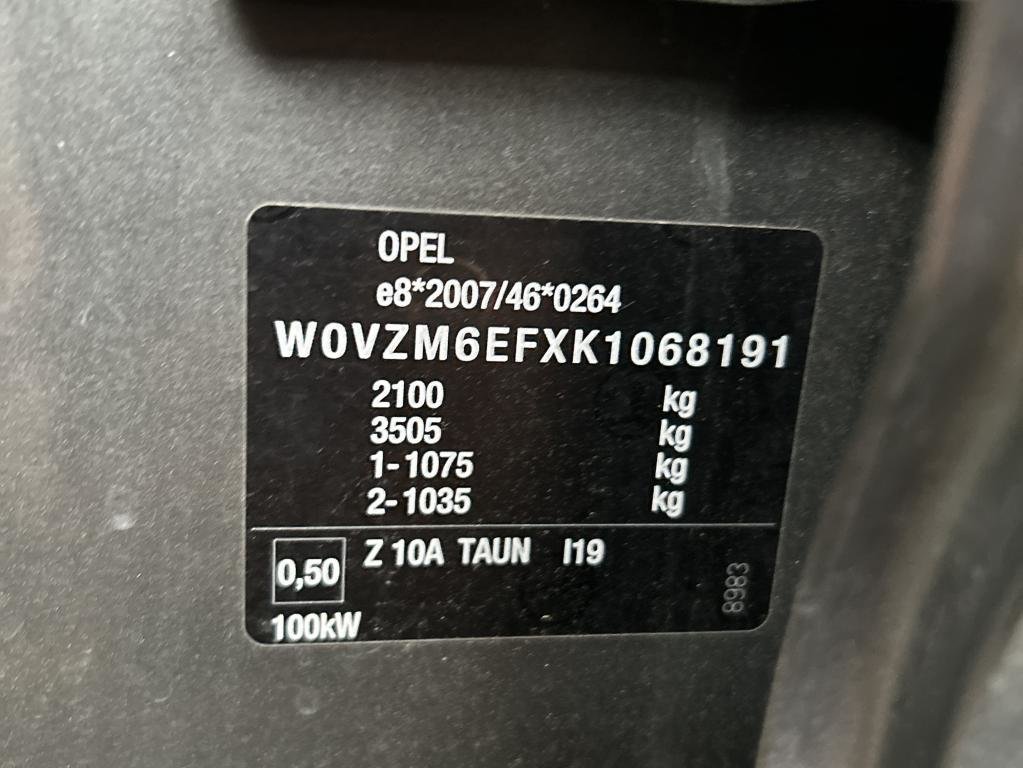 OPEL
e8*2007/46*0264
W0VZM6EFXK1068191
2100 kg
3505 kg
1-1075 kg
2-1035 kg
0,50 Z 10A TAUN I19
100kW
8983